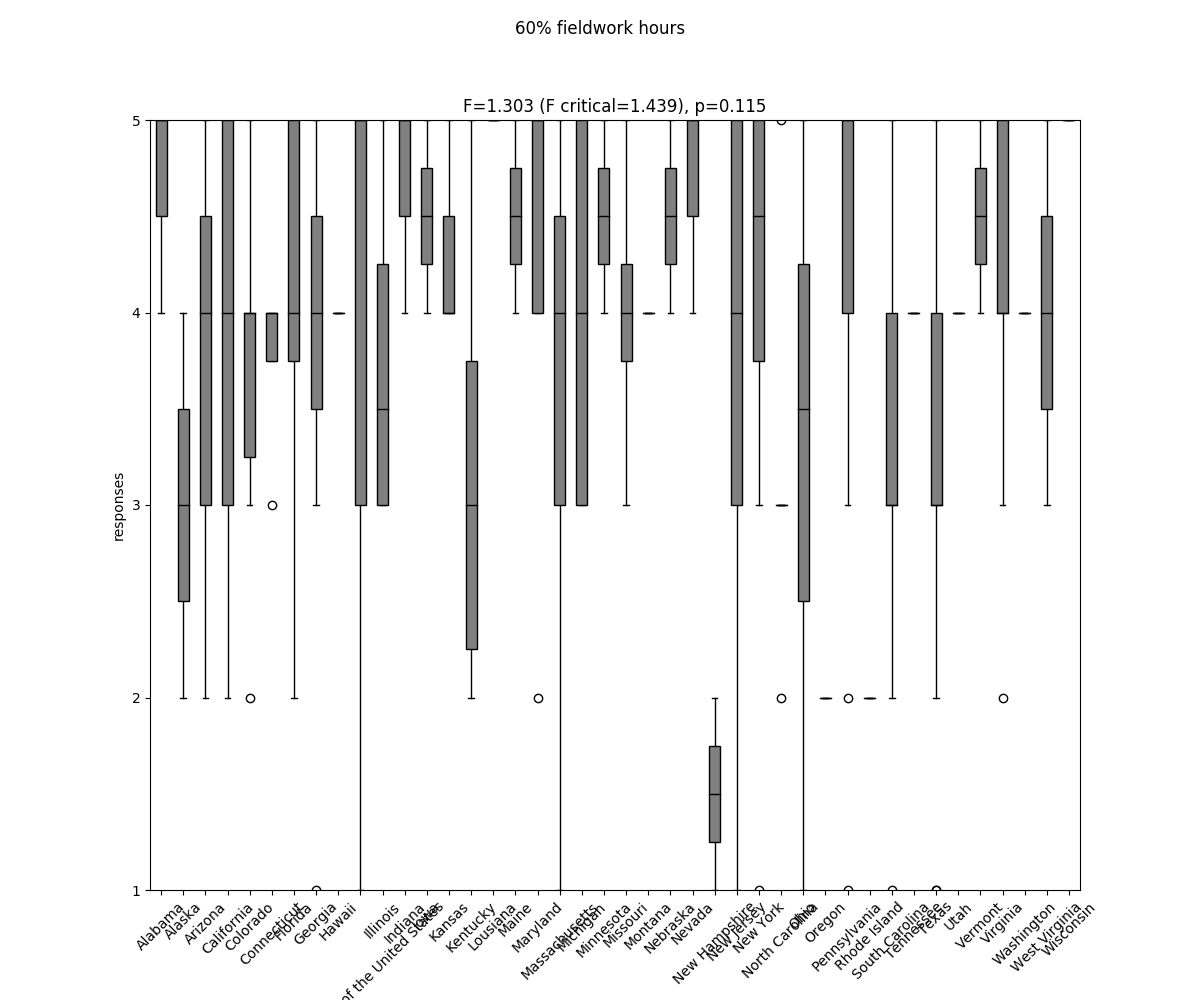 60% fieldwork hours
F=1.303 (F critical=1.439), p=0.115
5
4
3
2
1
responses
Alabama
Alaska
Arizona
California
Colorado
Connecticut
Florida
Georgia
Hawaii
Illinois
Indiana
of the United States
Iowa
Kansas
Kentucky
Lousiana
Maine
Maryland
Massachusetts
Michigan
Minnesota
Missouri
Montana
Nebraska
Nevada
New Hampshire
New Jersey
New York
North Carolina
Ohio
Oregon
Pennsylvania
Rhode Island
South Carolina
Tennessee
Texas
Utah
Vermont
Virginia
Washington
West Virginia
Wisconsin